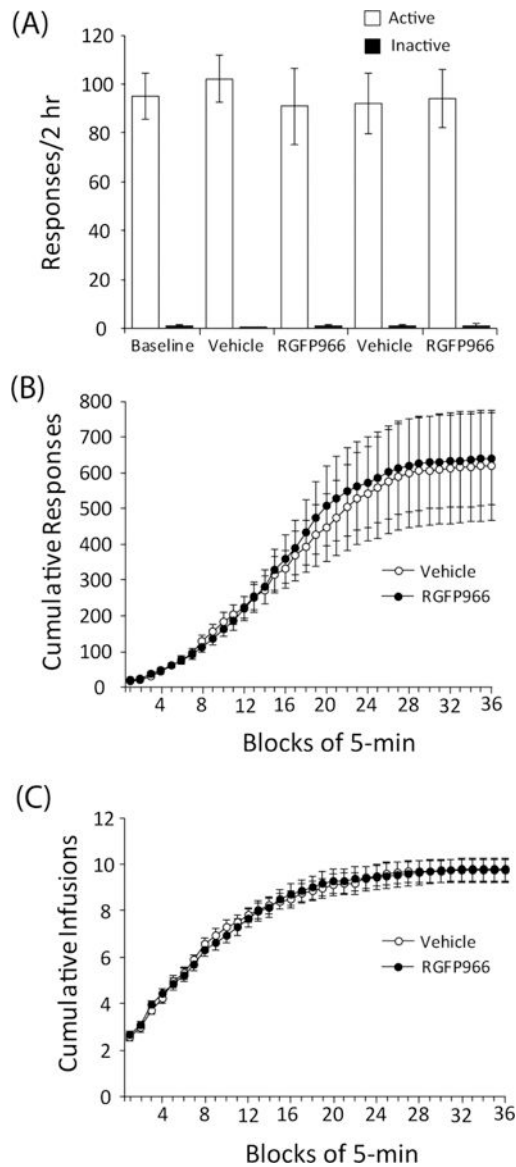 (A)
Active
Inactive
Responses/2 hr
120
100
80
60
40
20
0
Baseline Vehicle RGFP966 Vehicle RGFP966
(B)
Cumulative Responses
800
700
600
500
400
300
200
100
0
Vehicle
RGFP966
4 8 12 16 20 24 28 32 36
Blocks of 5-min
(C)
Cumulative Infusions
12
10
8
6
4
2
0
Vehicle
RGFP966
4 8 12 16 20 24 28 32 36
Blocks of 5-min